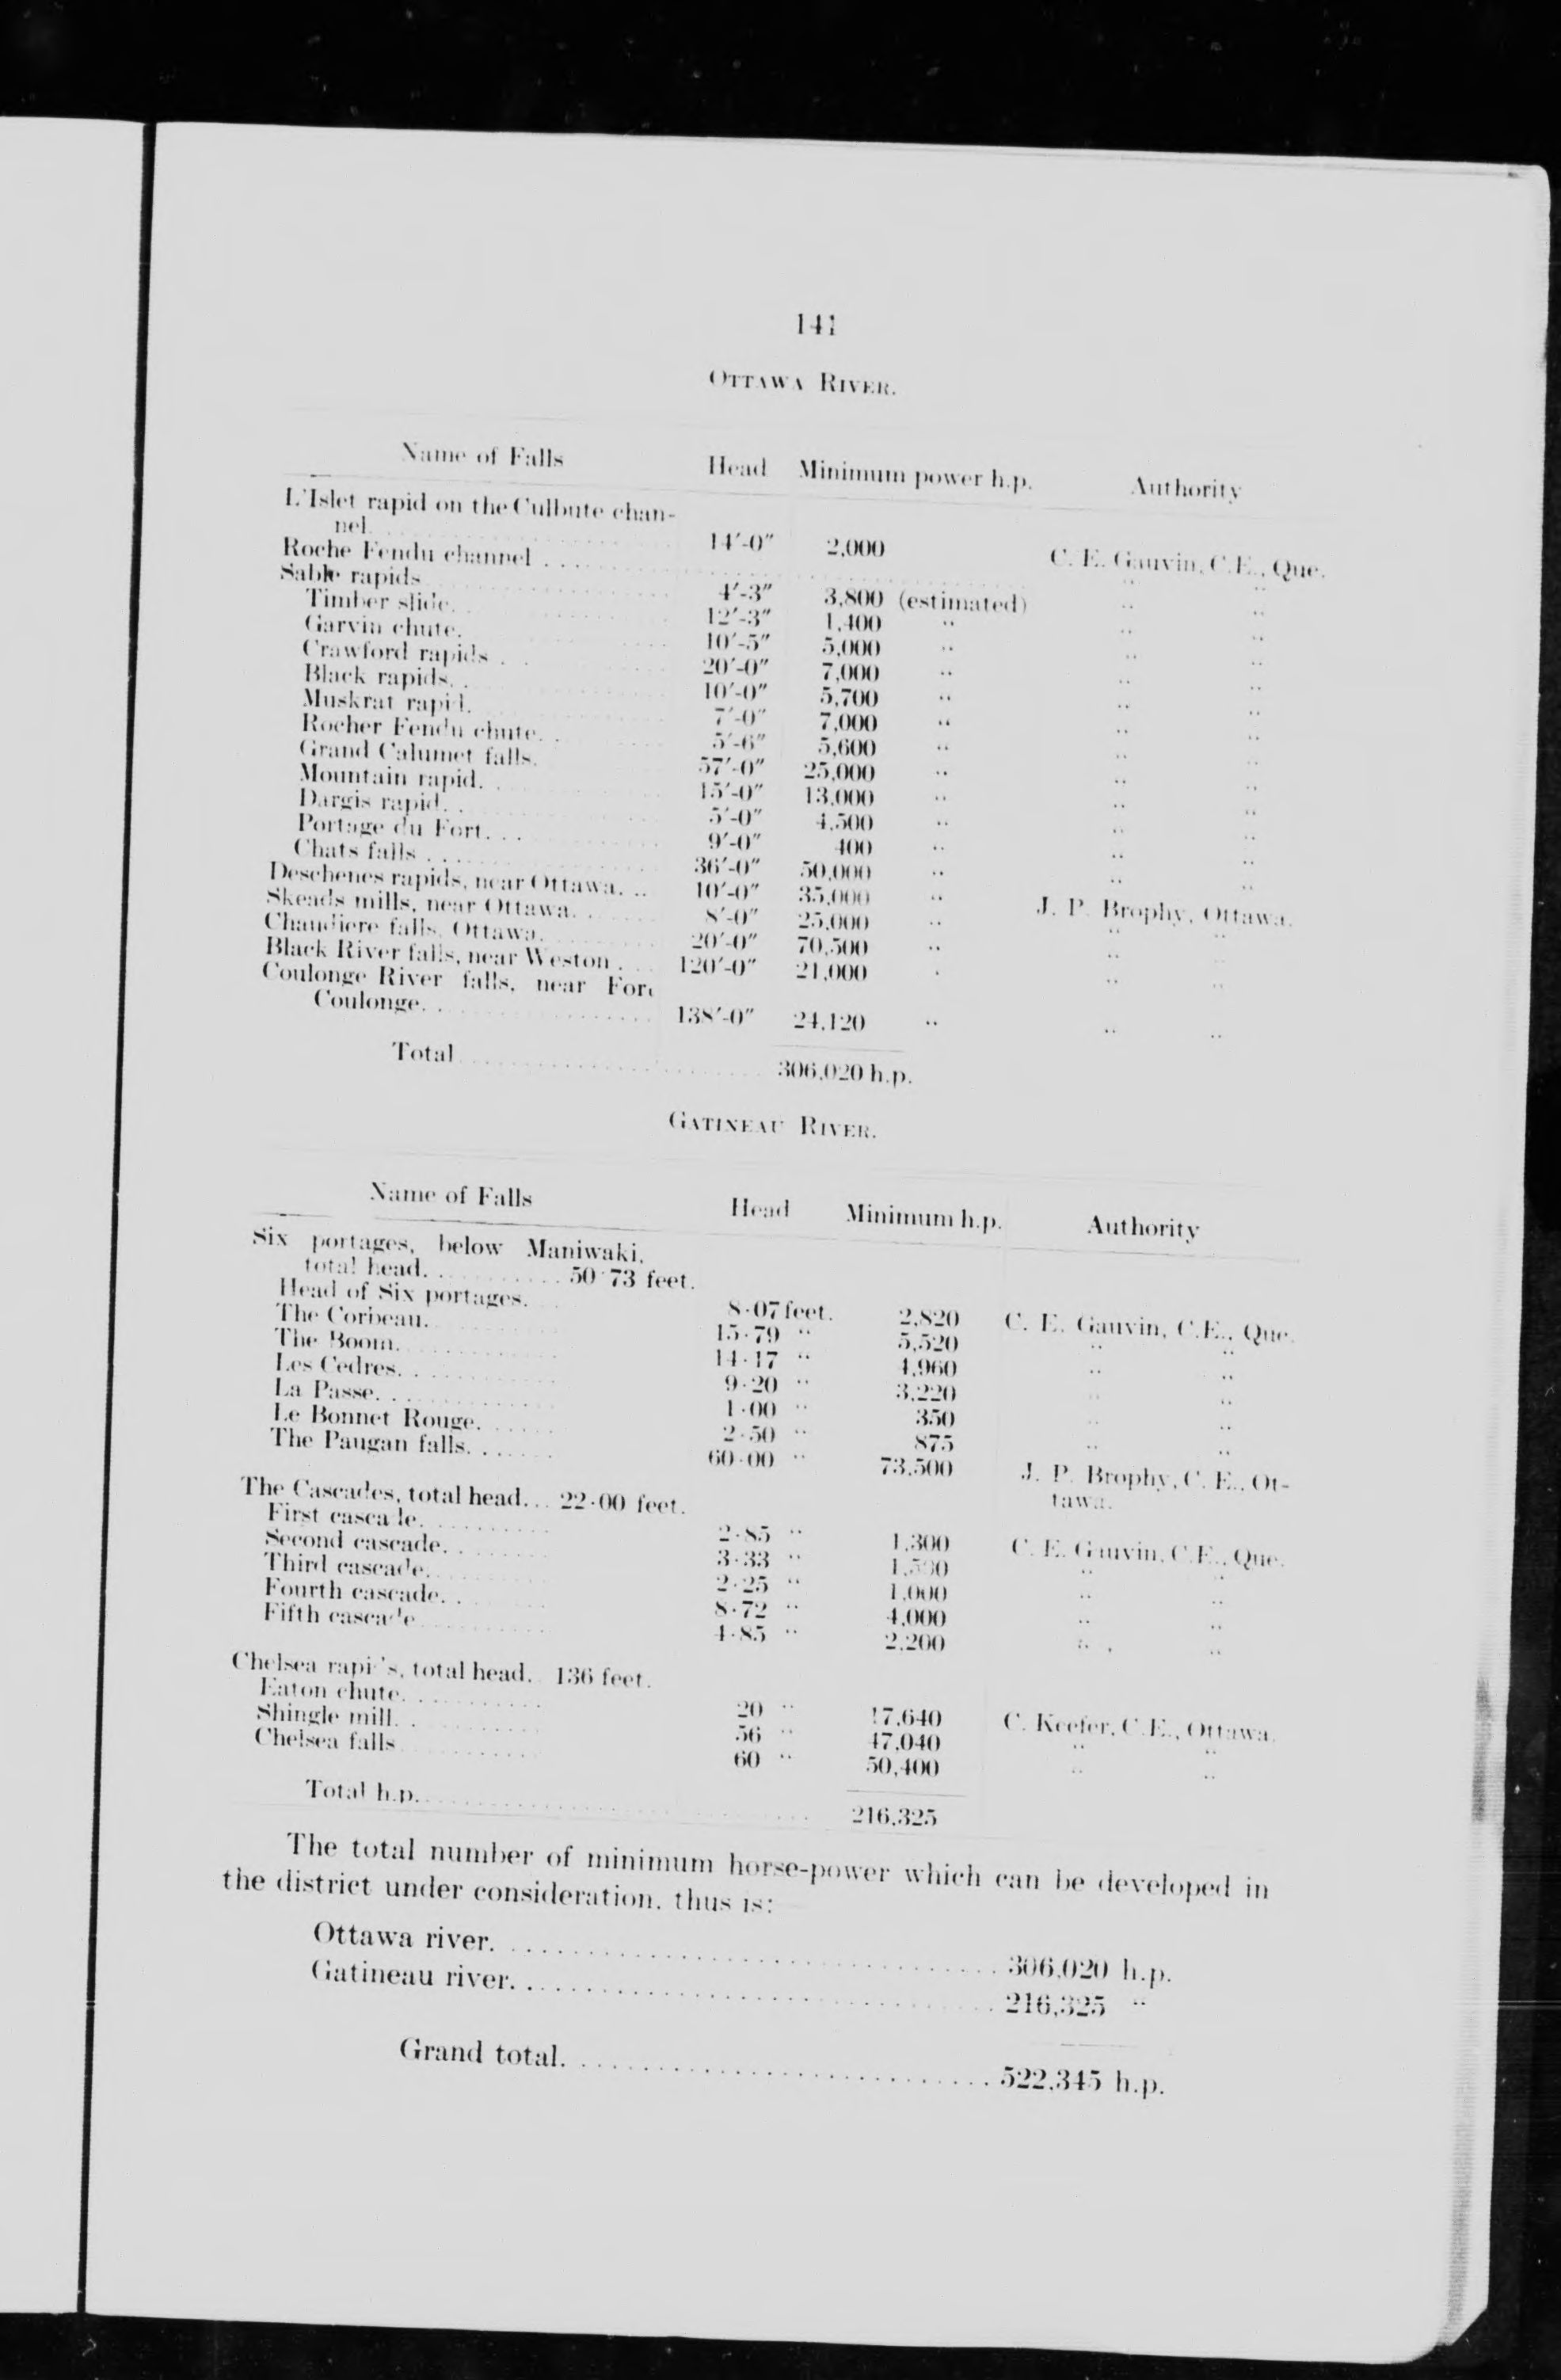 141
OTTAWA RIVER.
Name of Falls Head Minimum power h.p. Authority
L'Islet rapid on the Culbute chan-
nel. 14'-0" 2,000 C. E. Gauvin, C.E., Que.
Roche Fendu channel . . . . " "
Sable rapids 4'-3" 3,800 (estimated) " "
Timber slide. 12'-3" 1,400 " " "
Garvin chute. 10'-5" 5,000 " " "
Crawford rapids . . 20'-0" 7,000 " " "
Black rapids. . 10'-0" 5,700 " " "
Muskrat rapid. 7'-0" 7,000 " " "
Rocher Fendu chute. . 5'-6" 5,600 " " "
Grand Calumet falls. 57'-0" 25,000 " " "
Mountain rapid. . 15'-0" 13,000 " " "
Dargis rapid. . 5'-0" 4,500 " " "
Portage du Fort. . . 9'-0" 400 " " "
Chats falls . . . . 36'-0" 50,000 " " "
Deschenes rapids, near Ottawa. .. 10'-0" 35,000 " J. P. Brophy, Ottawa.
Skeads mills, near Ottawa. . . 8'-0" 25,000 " " "
Chaudiere falls, Ottawa. 20'-0" 70,500 " " "
Black River falls, near Weston . . 120'-0" 21,000 " " "
Coulonge River falls, near Fort
Coulonge. . . . . 138'-0" 24,120 " " "
Total . . . . . 306,020 h.p.
GATINEAU RIVER.
Name of Falls Head Minimum h.p. Authority
Six portages, below Maniwaki,
total head. . . . . 50·73 feet.
Head of Six portages. 8·07 feet. 2,820 C. E. Gauvin, C.E., Que.
The Corbeau. 15·79 " 5,520 " "
The Boom. 14·17 " 4,960 " "
Les Cedres. . 9·20 " 3,220 " "
La Passe. . . 1·00 " 350 " "
Le Bonnet Rouge. . . . 2·50 " 875 " "
The Paugan falls. . . . . 60·00 " 73,500 J. P. Brophy, C. E., Ot-
tawa.
The Cascades, total head. . . 22·00 feet.
First cascade. . . . . 2·85 " 1,300 C. E. Gauvin, C.E., Que.
Second cascade. . . . 3·33 " 1,500 " "
Third cascade. . . . 2·25 " 1,000 " "
Fourth cascade. . . 8·72 " 4,000 " "
Fifth cascade . . . . 4·85 " 2,200 " "
Chelsea rapids, total head. . 136 feet.
Eaton chute. . . . . 20 " 17,640 C. Keefer, C.E., Ottawa.
Shingle mill. . 56 " 47,040 " "
Chelsea falls . . . . 60 " 50,400 " "
Total h.p. . . . . 216,325
The total number of minimum horse-power which can be developed in
the district under consideration, thus is:
Ottawa river. . . . . 306,020 h.p.
Gatineau river. . . . . 216,325 "
Grand total. . . . . 522,345 h.p.